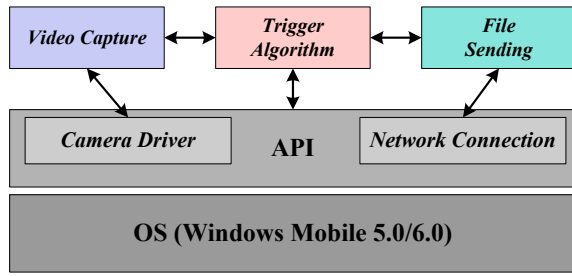 Video Capture
Trigger
Algorithm
File
Sending
Camera Driver
API
Network Connection
OS (Windows Mobile 5.0/6.0)